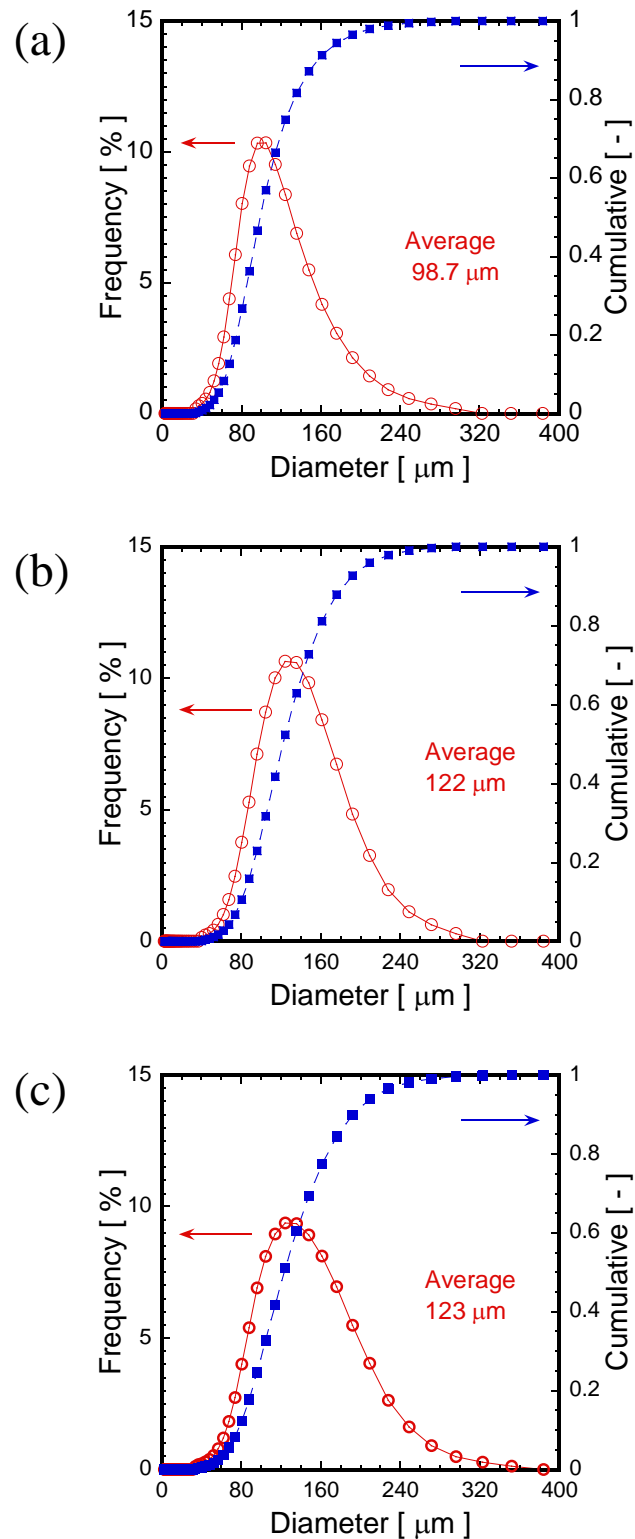 (a)
15
10
5
0
Frequency [ % ]
1
0.8
0.6
0.4
0.2
0
Cumulative [ - ]
Average
98.7 μm
0 80 160 240 320 400
Diameter [ μm ]
(b)
15
10
5
0
Frequency [ % ]
1
0.8
0.6
0.4
0.2
0
Cumulative [ - ]
Average
122 μm
0 80 160 240 320 400
Diameter [ μm ]
(c)
15
10
5
0
Frequency [ % ]
1
0.8
0.6
0.4
0.2
0
Cumulative [ - ]
Average
123 μm
0 80 160 240 320 400
Diameter [ μm ]